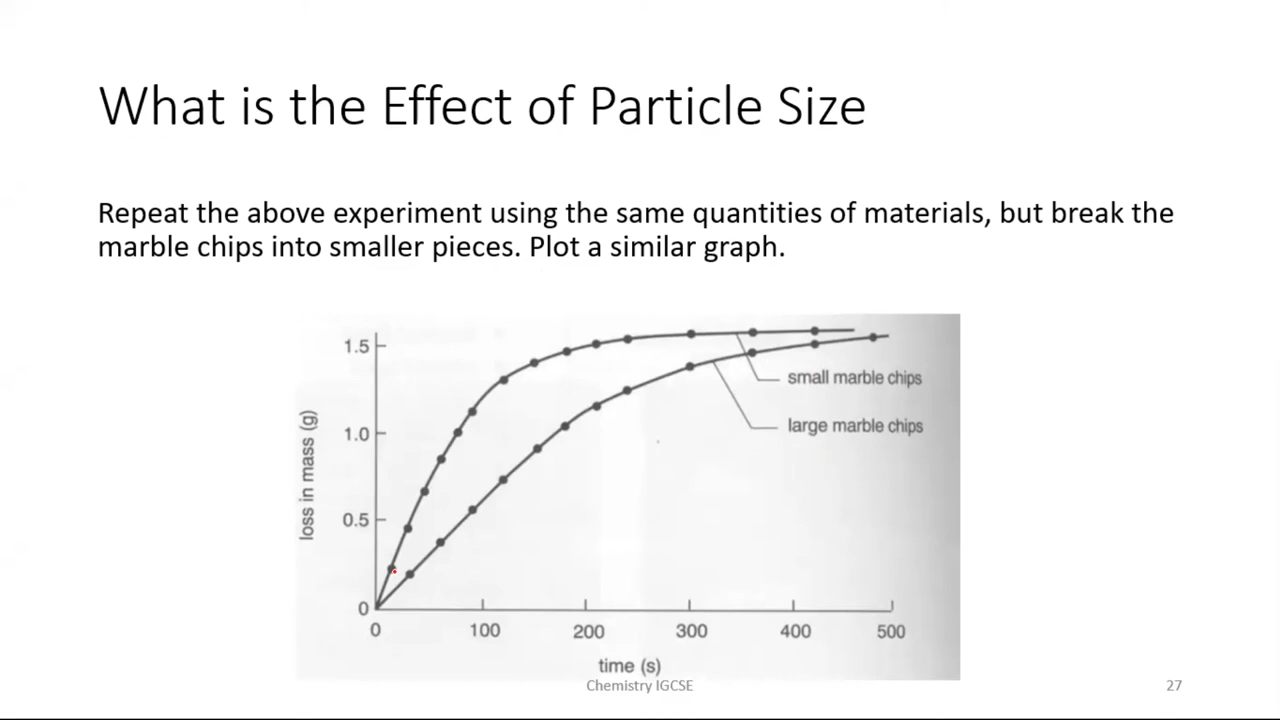 What is the Effect of Particle Size
Repeat the above experiment using the same quantities of materials, but break the
marble chips into smaller pieces. Plot a similar graph.
1.5
1.0
0.5
0
loss in mass (g)
small marble chips
large marble chips
0 100 200 300 400 500
time (s)
Chemistry IGCSE
27